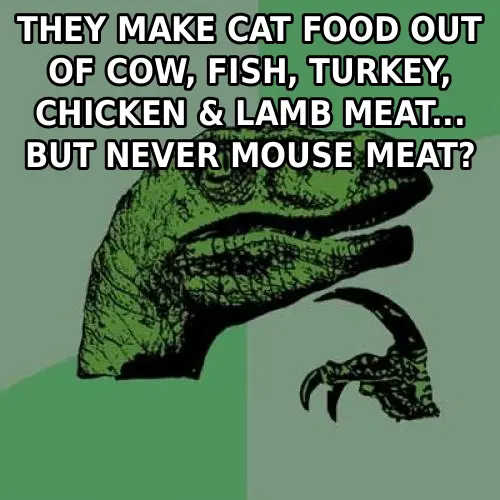 THEY MAKE CAT FOOD OUT
OF COW, FISH, TURKEY,
CHICKEN & LAMB MEAT...
BUT NEVER MOUSE MEAT?